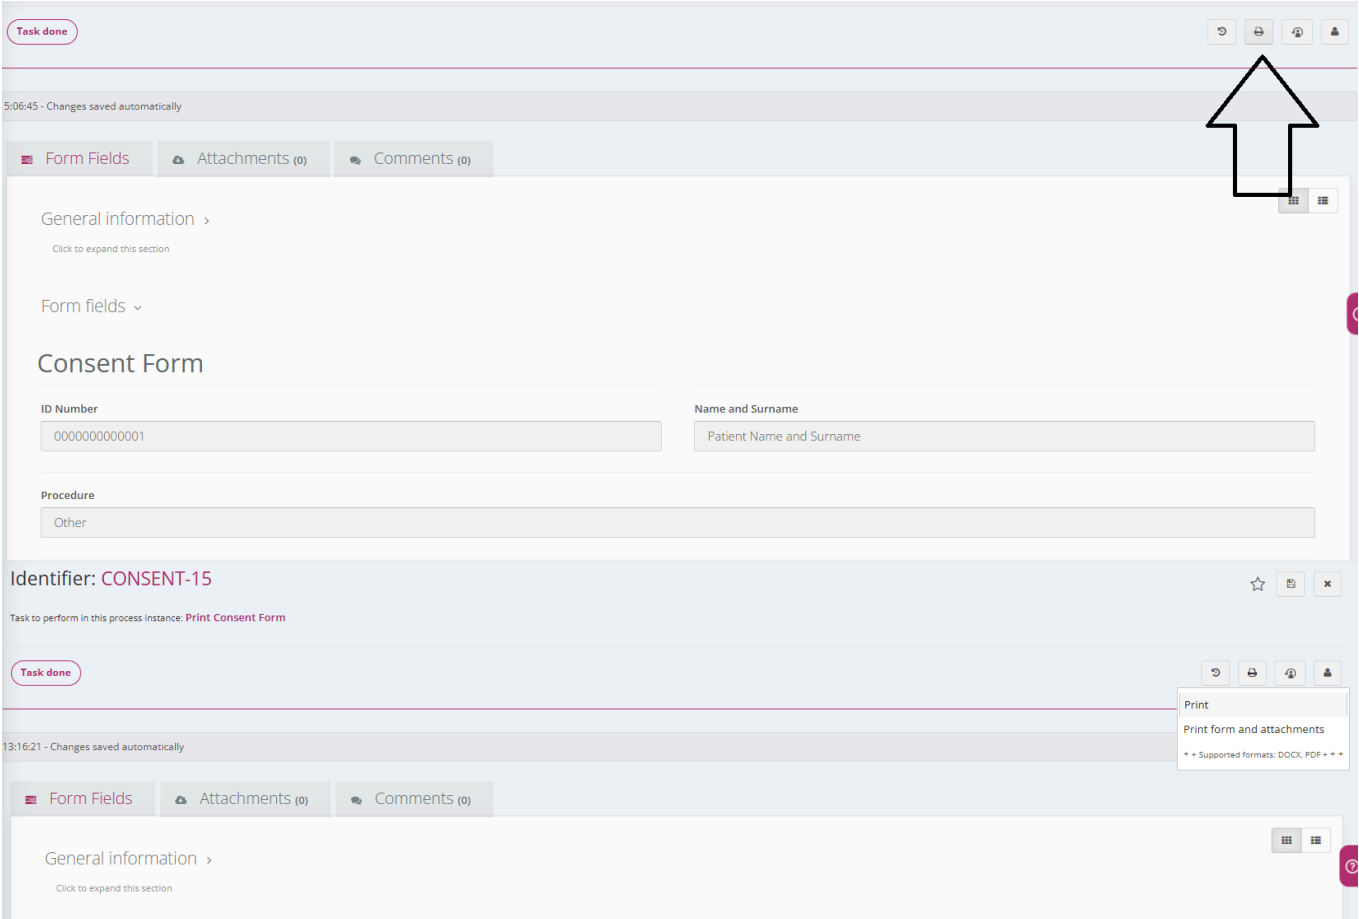 Task done
5:06:45 - Changes saved automatically
Form Fields
Attachments (0)
Comments (0)
General information
Click to expand this section
Form fields
Consent Form
ID Number
Name and Surname
0000000000001
Patient Name and Surname
Procedure
Other
Identifier: CONSENT-15
Task to perform in this process instance: Print Consent Form
Task done
Print
Print form and attachments
* * Supported formats: DOCX, PDF * * *
13:16:21 - Changes saved automatically
Form Fields
Attachments (0)
Comments (0)
General information
Click to expand this section